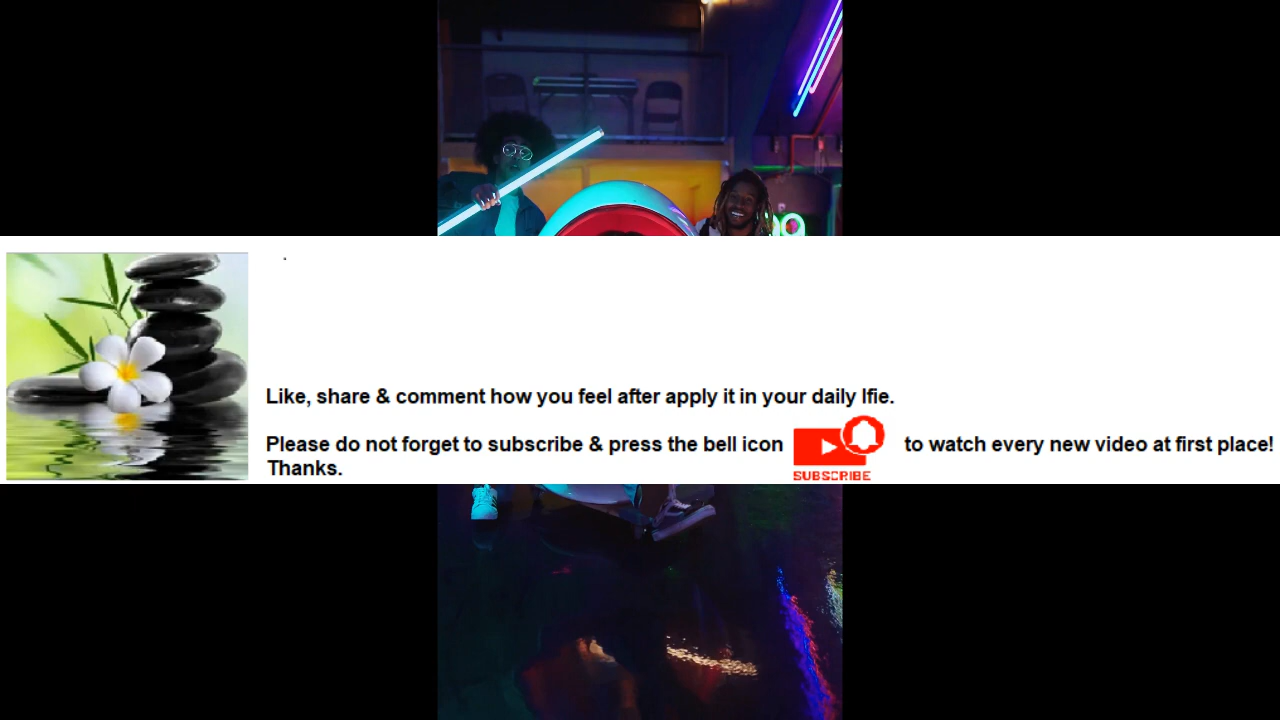 Like, share & comment how you feel after apply it in your daily lfie.
Please do not forget to subscribe & press the bell icon SUBSCRIBE to watch every new video at first place!
Thanks.